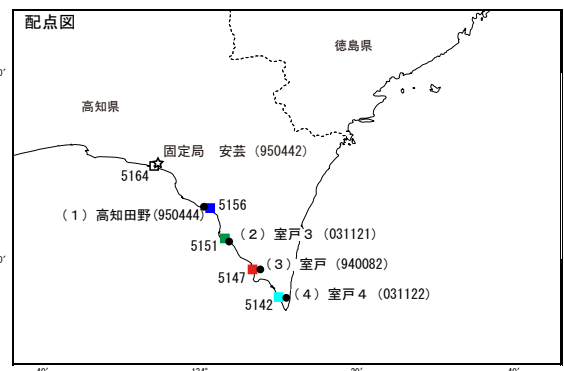 配点図
徳島県
高知県
固定局　安芸（950442）
5164
5156
（１）高知田野(950444)
（２）室戸３（031121）
5151
（３）室戸（940082）
5147
（４）室戸４（031122）
5142